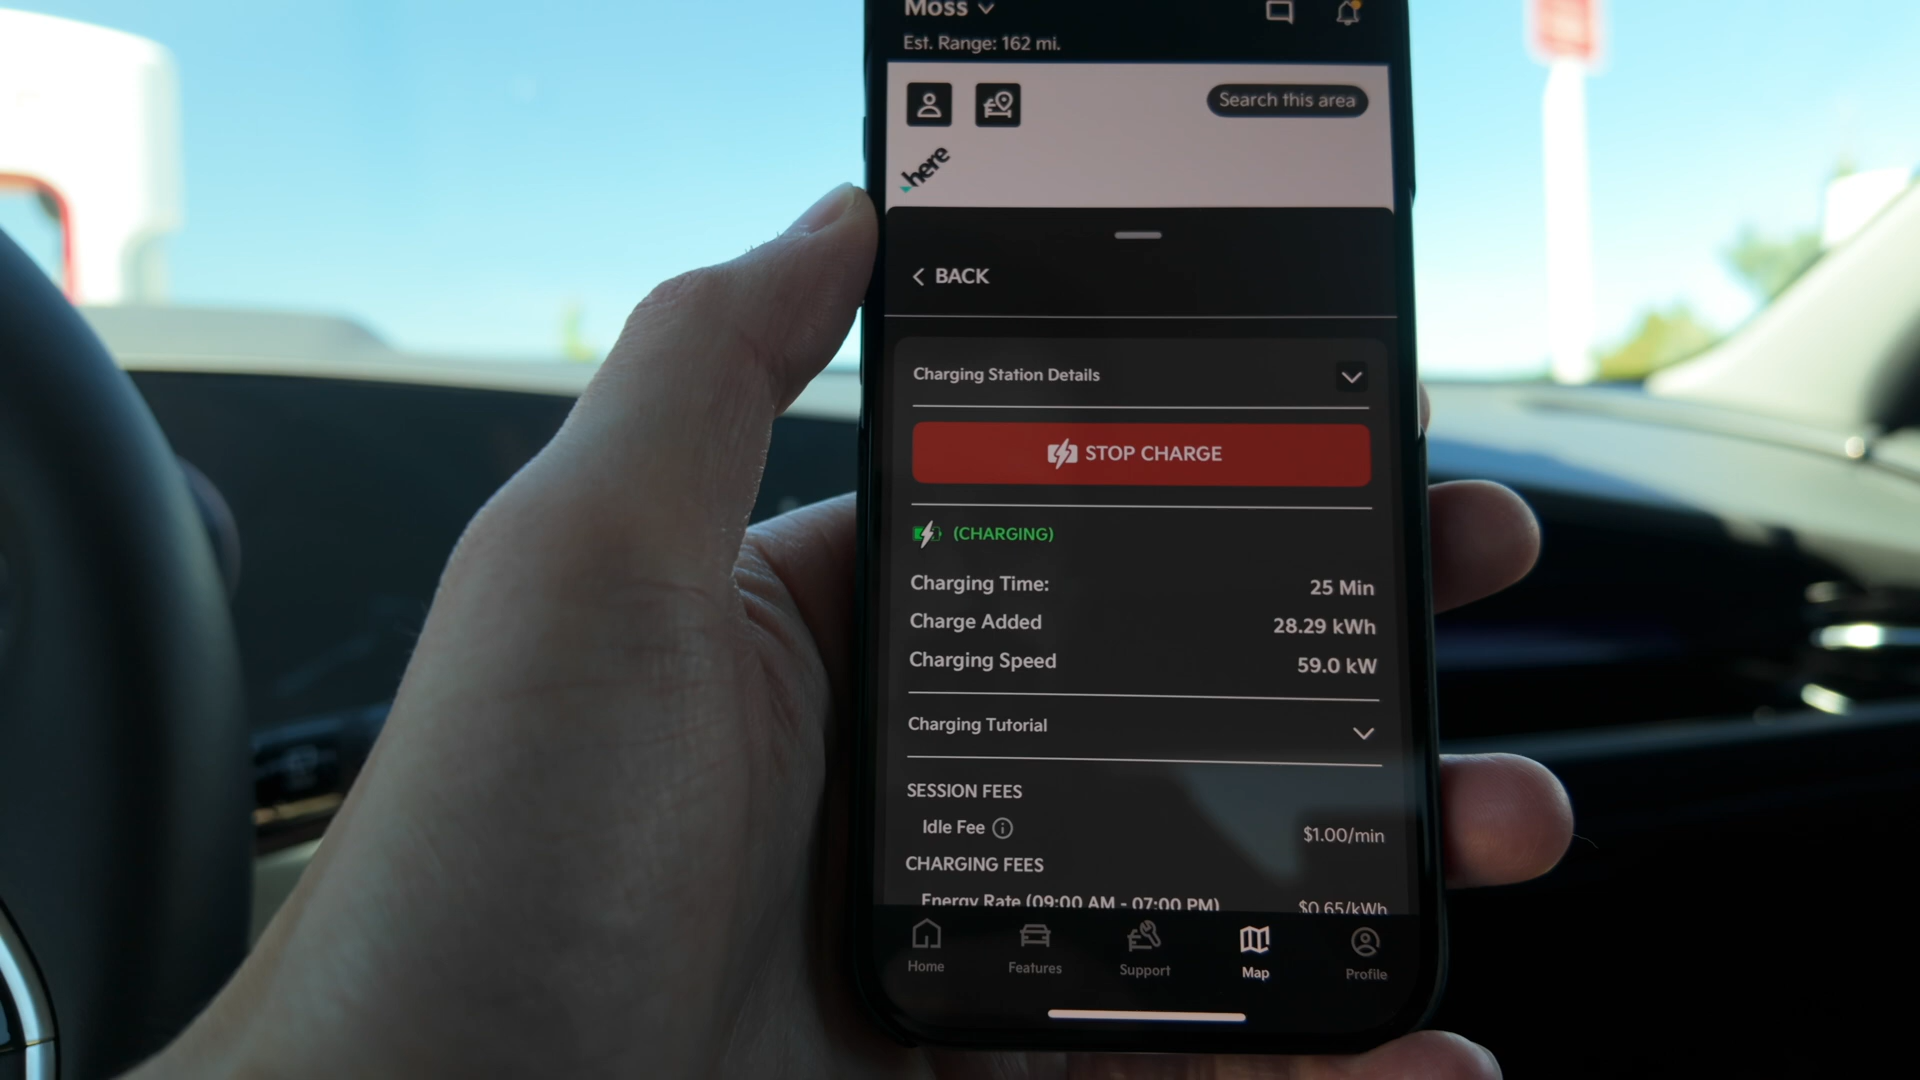 Moss
Est. Range: 162 mi.
Search this area
here
BACK
Charging Station Details
STOP CHARGE
(CHARGING)
Charging Time: 25 Min
Charge Added 28.29 kWh
Charging Speed 59.0 kW
Charging Tutorial
SESSION FEES
Idle Fee $1.00/min
CHARGING FEES
Energy Rate (09:00 AM - 07:00 PM) $0.65/kWh
Home Features Support Map Profile